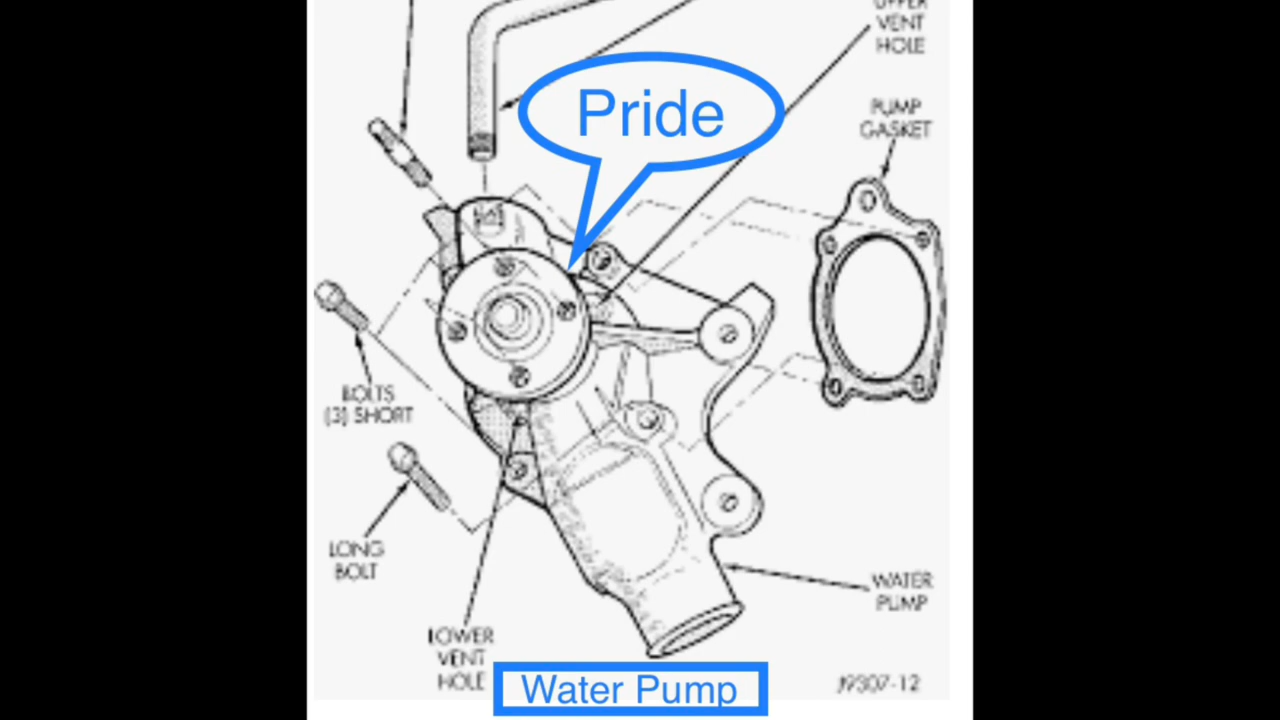 UPPER
VENT
HOLE
Pride
PUMP
GASKET
BOLTS
(3) SHORT
LONG
BOLT
WATER
PUMP
LOWER
VENT
HOLE
Water Pump
J9307-12